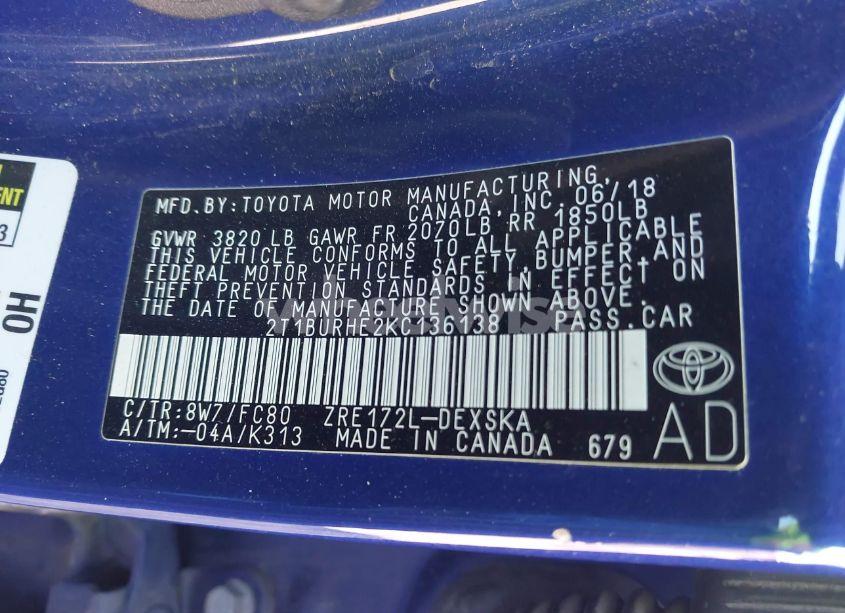 MFD. BY: TOYOTA MOTOR MANUFACTURING,
CANADA, INC. 06/18
GVWR 3820 LB GAWR FR 2070LB, RR 1850LB
THIS VEHICLE CONFORMS TO ALL APPLICABLE
FEDERAL MOTOR VEHICLE SAFETY, BUMPER, AND
THEFT PREVENTION STANDARDS IN EFFECT ON
THE DATE OF MANUFACTURE SHOWN ABOVE.
2T1BURHE2KC136138 PASS. CAR
C/TR: 8W7/FC80 ZRE172L-DEXSKA
A/TM: -04A/K313 MADE IN CANADA 679
AD
HO